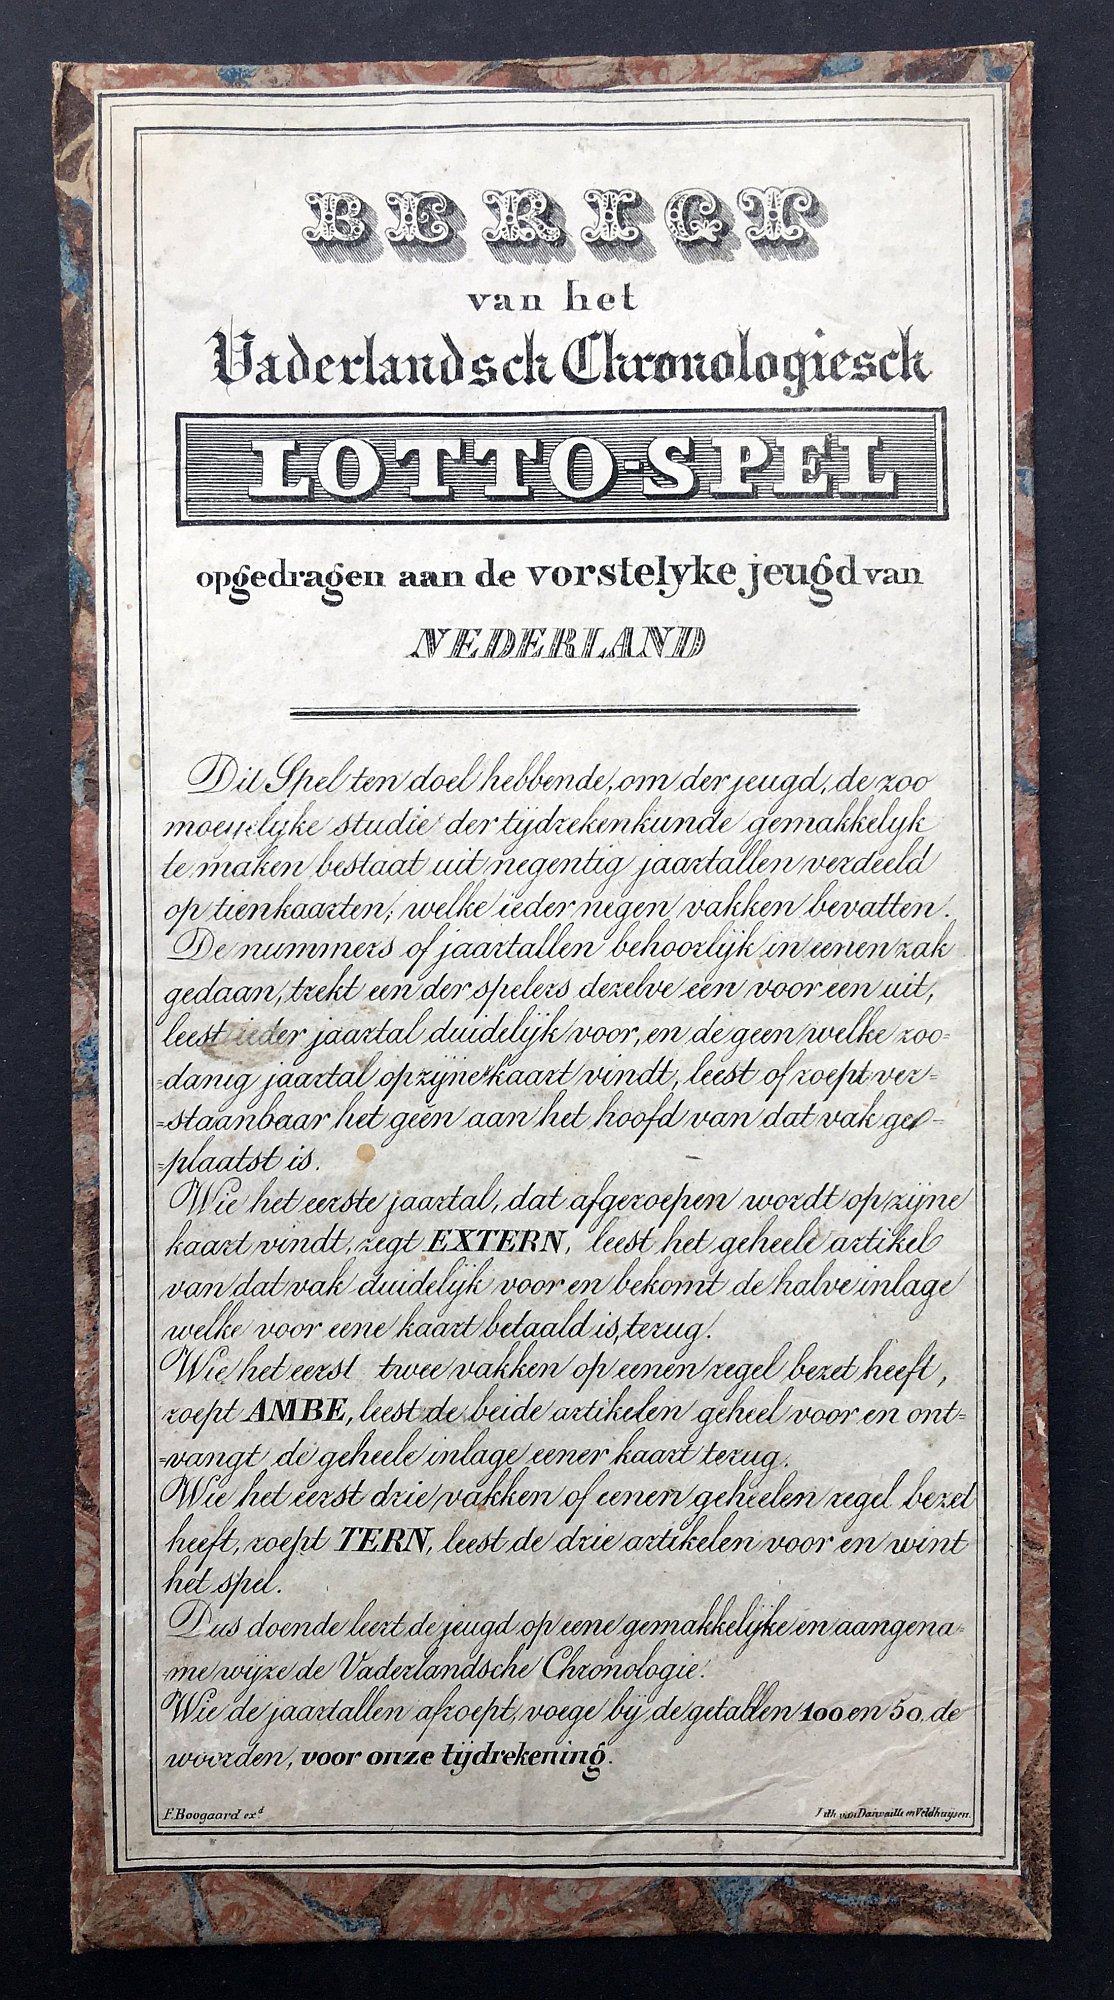 BERIGT
van het
Vaderlandsch Chronologiesch
LOTTO-SPEL
opgedragen aan de vorstelyke jeugd van
NEDERLAND
Dit Spel ten doel hebbende, om der jeugd, de zoo
moeyelyke studie der tijdrekenkunde gemakkelyk
te maken bestaat uit negentig jaartallen verdeeld
op tien kaarten, welke ieder negen vakken bevatten.
De nummers of jaartallen behoorlijk in eenen zak
gedaan, trekt een der spelers dezelve een voor een uit,
leest ieder jaartal duidelijk voor, en de geen welke zoo-
-danig jaartal op zijne kaart vindt, leest of roept ver-
-staanbaar het geen aan het hoofd van dat vak ge-
-plaatst is.
Wie het eerste jaartal, dat afgeroepen wordt op zijne
kaart vindt, zegt EXTERN, leest het geheele artikel
van dat vak duidelijk voor en bekomt de halve inlage
welke voor eene kaart betaald is, terug.
Wie het eerst twee vakken op eenen regel bezet heeft,
roept AMBE, leest de beide artikelen geheel voor en ont-
-vangt de geheele inlage eener kaart terug.
Wie het eerst drie vakken of eenen geheelen regel bezet
heeft, roept TERN, leest de drie artikelen voor en wint
het spel.
Dus doende leert de jeugd op eene gemakkelijke en aangena-
-me wijze de Vaderlandsche Chronologie.
Wie de jaartallen afroept, voege bij de getallen 100 en 50 de
woorden, voor onze tijdrekening.
F. Boogaard ex.d
Lith. van Danvaille en Veldhuijsen.